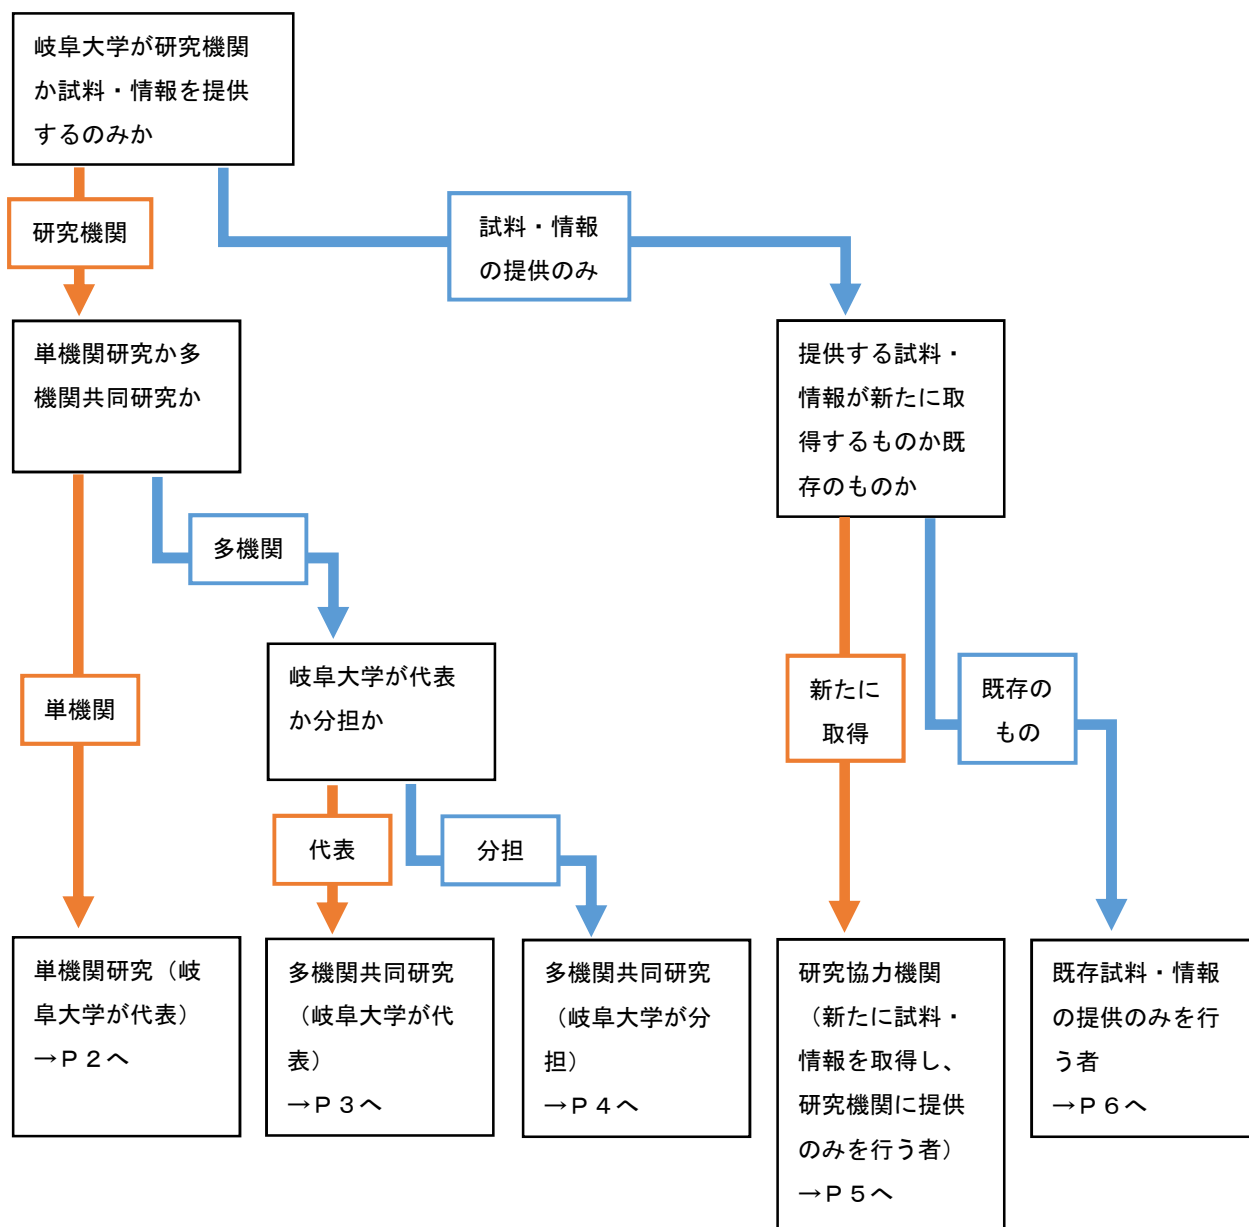 岐阜大学が研究機関
か試料・情報を提供
するのみか
研究機関
試料・情報
の提供のみ
単機関研究か多
機関共同研究か
提供する試料・
情報が新たに取
得するものか既
存のものか
多機関
単機関
岐阜大学が代表
か分担か
新たに
取得
既存の
もの
代表
分担
単機関研究（岐
阜大学が代表）
→Ｐ２へ
多機関共同研究
（岐阜大学が代
表）
→Ｐ３へ
多機関共同研究
（岐阜大学が分
担）
→Ｐ４へ
研究協力機関
（新たに試料・
情報を取得し、
研究機関に提供
のみを行う者）
→Ｐ５へ
既存試料・情報
の提供のみを行
う者
→Ｐ６へ